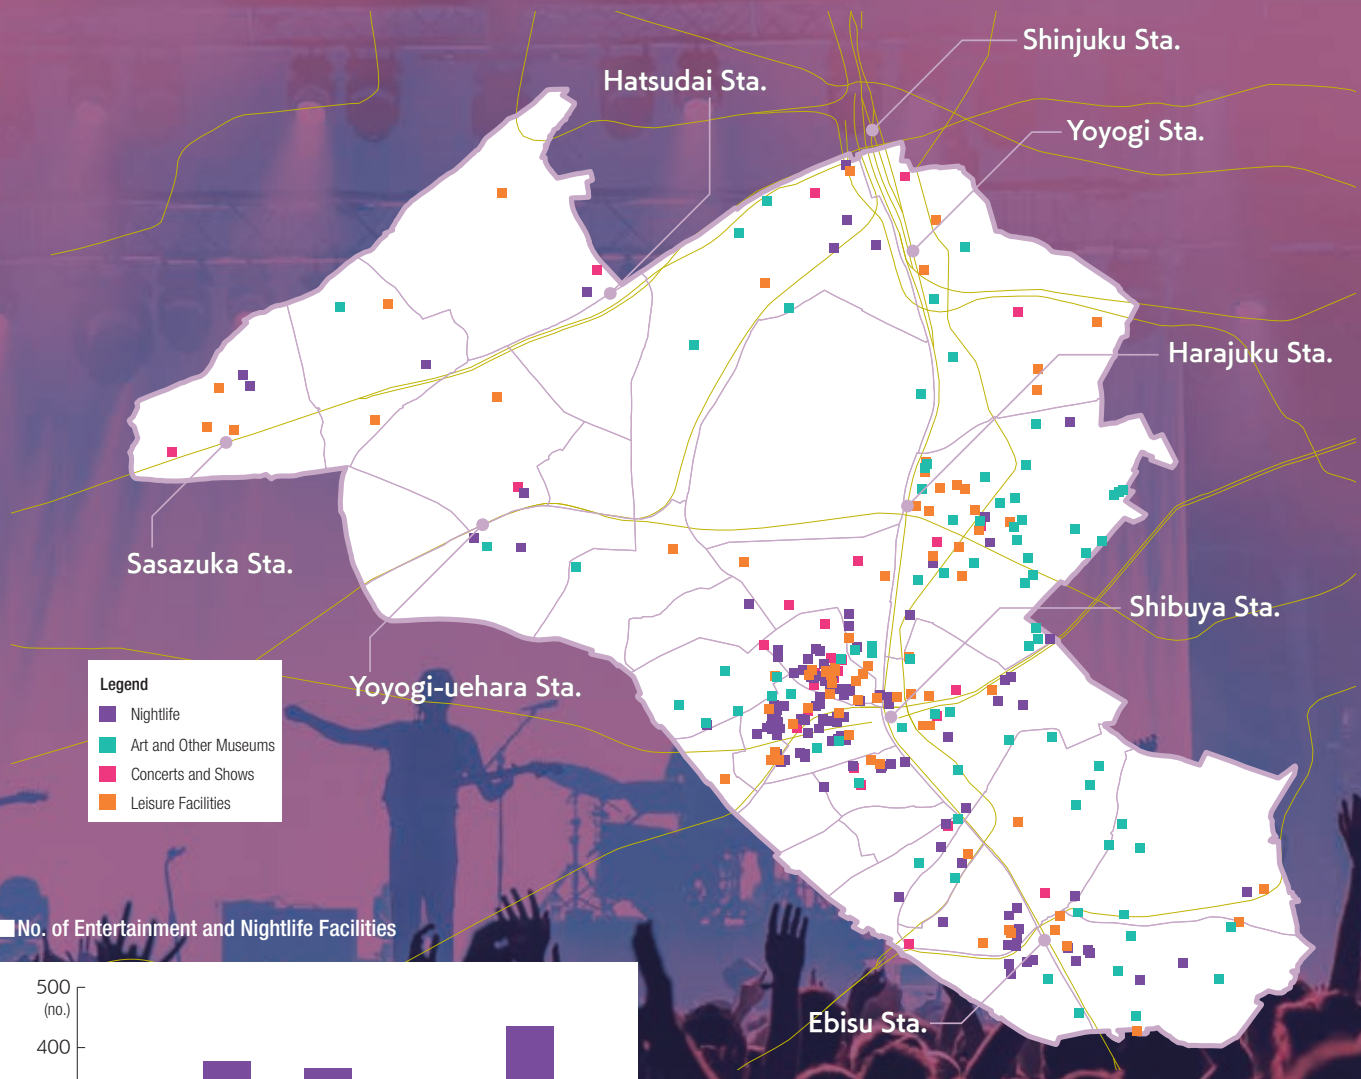 Shinjuku Sta.
Hatsudai Sta.
Yoyogi Sta.
Harajuku Sta.
Sasazuka Sta.
Shibuya Sta.
Yoyogi-uehara Sta.
Legend
Nightlife
Art and Other Museums
Concerts and Shows
Leisure Facilities
Ebisu Sta.
No. of Entertainment and Nightlife Facilities
500
(no.)
400